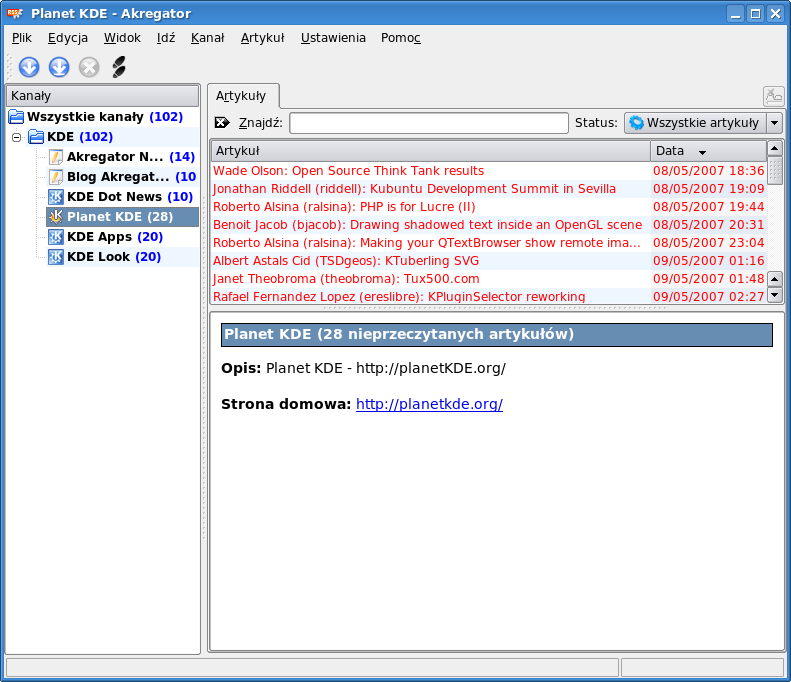 Planet KDE - Akregator
Plik Edycja Widok Idź Kanał Artykuł Ustawienia Pomoc
Kanały
Wszystkie kanały (102)
KDE (102)
Akregator N... (14)
Blog Akregat... (10
KDE Dot News (10)
Planet KDE (28)
KDE Apps (20)
KDE Look (20)
Artykuły
Znajdź: Status: Wszystkie artykuły
Artykuł Data
Wade Olson: Open Source Think Tank results 08/05/2007 18:36
Jonathan Riddell (riddell): Kubuntu Development Summit in Sevilla 08/05/2007 19:09
Roberto Alsina (ralsina): PHP is for Lucre (II) 08/05/2007 19:44
Benoit Jacob (bjacob): Drawing shadowed text inside an OpenGL scene 08/05/2007 20:31
Roberto Alsina (ralsina): Making your QTextBrowser show remote ima... 08/05/2007 23:04
Albert Astals Cid (TSDgeos): KTuberling SVG 09/05/2007 01:16
Janet Theobroma (theobroma): Tux500.com 09/05/2007 01:48
Rafael Fernandez Lopez (ereslibre): KPluginSelector reworking 09/05/2007 02:27
Planet KDE (28 nieprzeczytanych artykułów)
Opis: Planet KDE - http://planetKDE.org/
Strona domowa: http://planetkde.org/